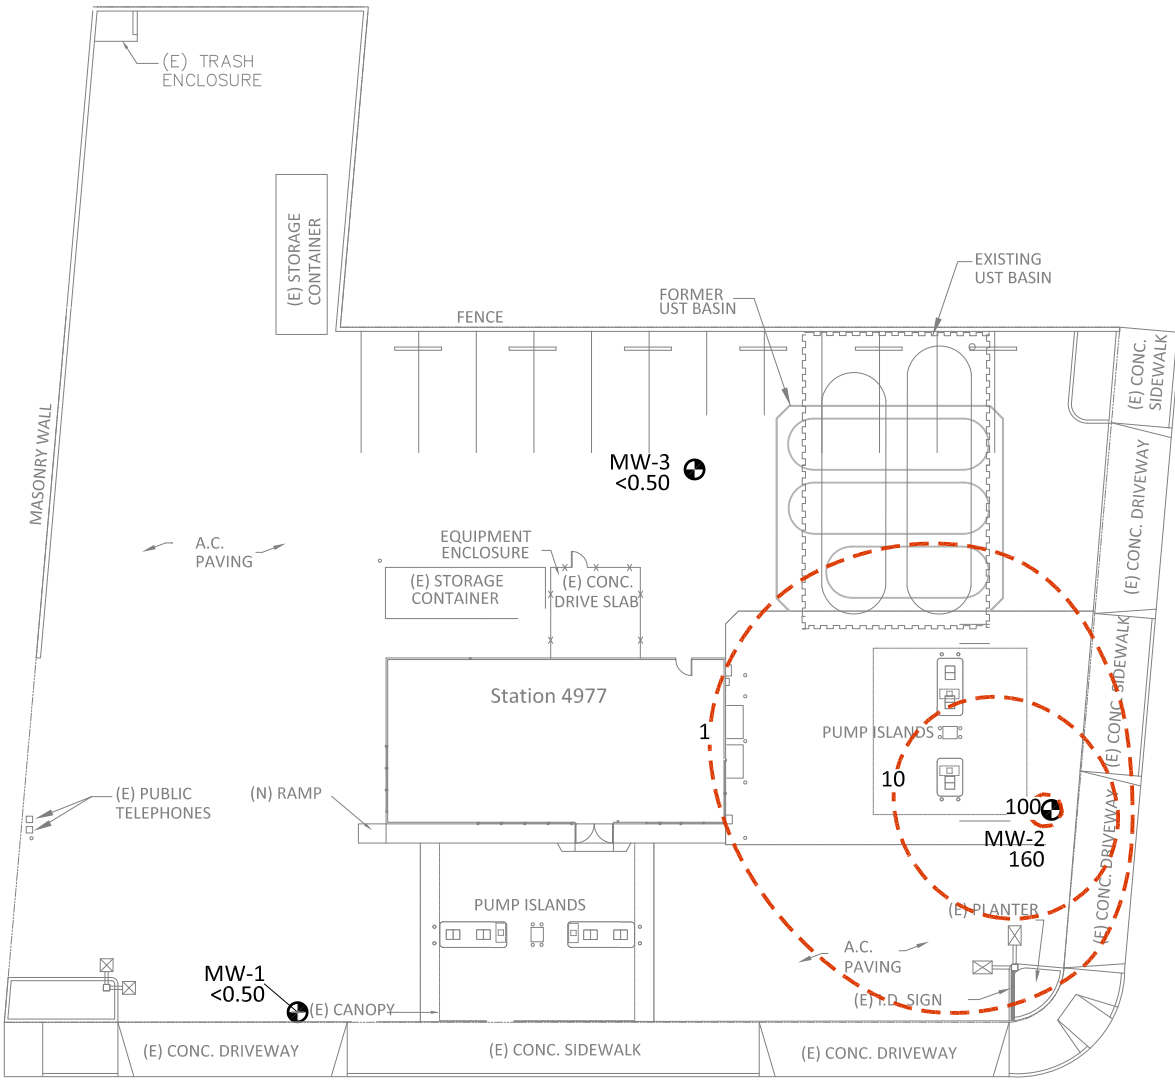 (E) TRASH
ENCLOSURE
(E) STORAGE
CONTAINER
EXISTING
UST BASIN
FORMER
UST BASIN
FENCE
(E) CONC.
SIDEWALK
MASONRY WALL
MW-3
<0.50
(E) CONC. DRIVEWAY
A.C.
PAVING
EQUIPMENT
ENCLOSURE
(E) STORAGE
CONTAINER
(E) CONC.
DRIVE SLAB
(E) CONC. SIDEWALK
Station 4977
1
PUMP ISLANDS
10
100
MW-2
160
(E) PUBLIC
TELEPHONES
(N) RAMP
(E) CONC. DRIVEWAY
PUMP ISLANDS
(E) PLANTER
A.C.
PAVING
MW-1
<0.50
(E) CANOPY
(E) I.D. SIGN
(E) CONC. DRIVEWAY
(E) CONC. SIDEWALK
(E) CONC. DRIVEWAY